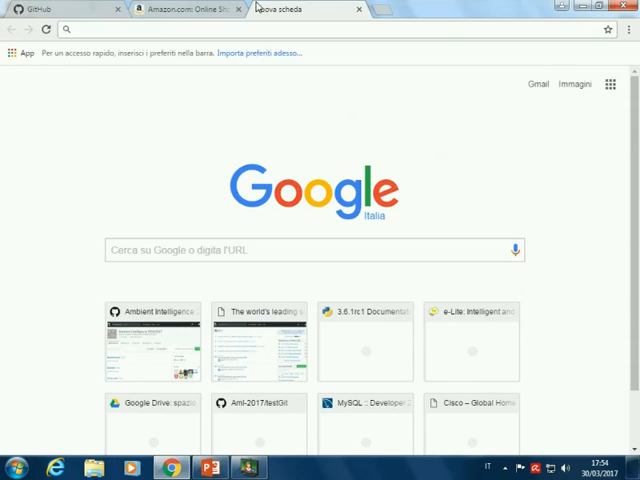 GitHub
Amazon.com: Online Sh
ova scheda
App
Per un accesso rapido, inserisci i preferiti nella barra.
Importa preferiti adesso...
Gmail
Immagini
Google
Italia
Cerca su Google o digita l'URL
Ambient Intelligence
The world's leading s
3.6.1rc1 Documentat
e-Lite: Intelligent and
Google Drive: spazio
AmI-2017/testGit
MySQL :: Developer
Cisco – Global Home
IT
17:54
30/03/2017